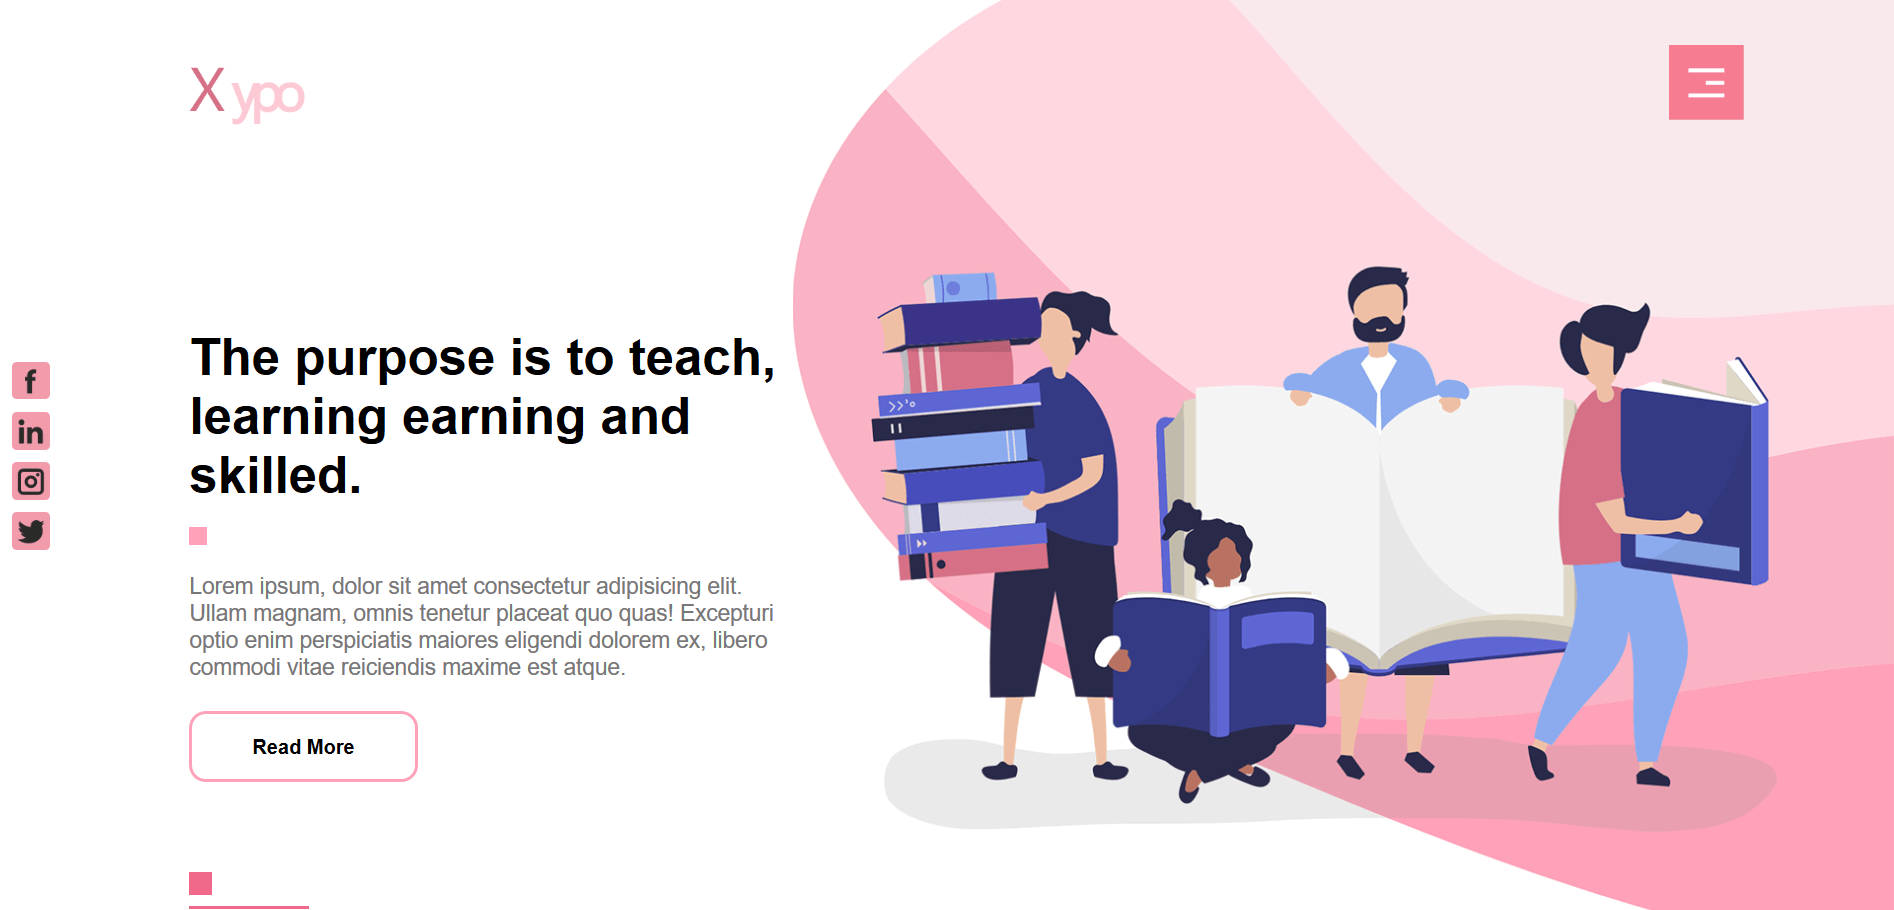 Xypo
The purpose is to teach,
learning earning and
skilled.
Lorem ipsum, dolor sit amet consectetur adipisicing elit.
Ullam magnam, omnis tenetur placeat quo quas! Excepturi
optio enim perspiciatis maiores eligendi dolorem ex, libero
commodi vitae reiciendis maxime est atque.
Read More